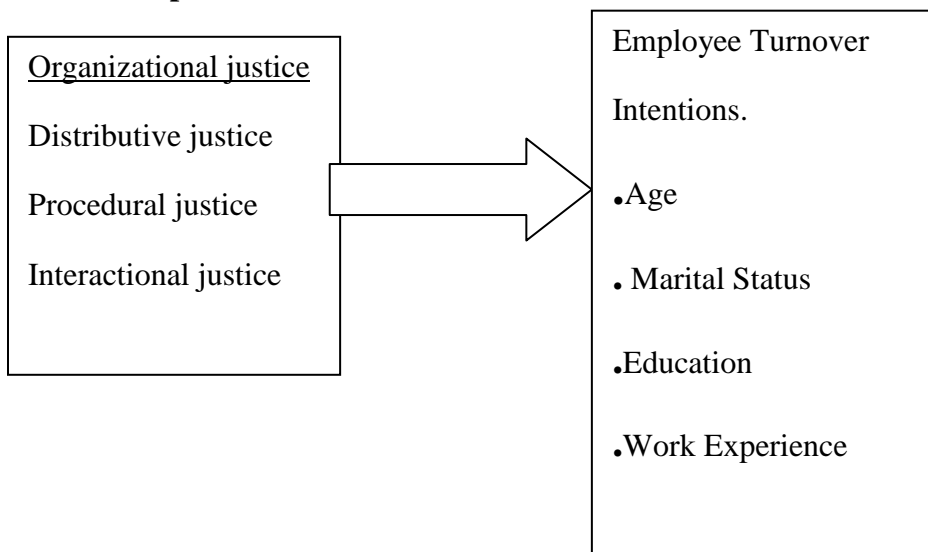 Organizational justice
Distributive justice
Procedural justice
Interactional justice
Employee Turnover
Intentions.
.Age
. Marital Status
.Education
.Work Experience